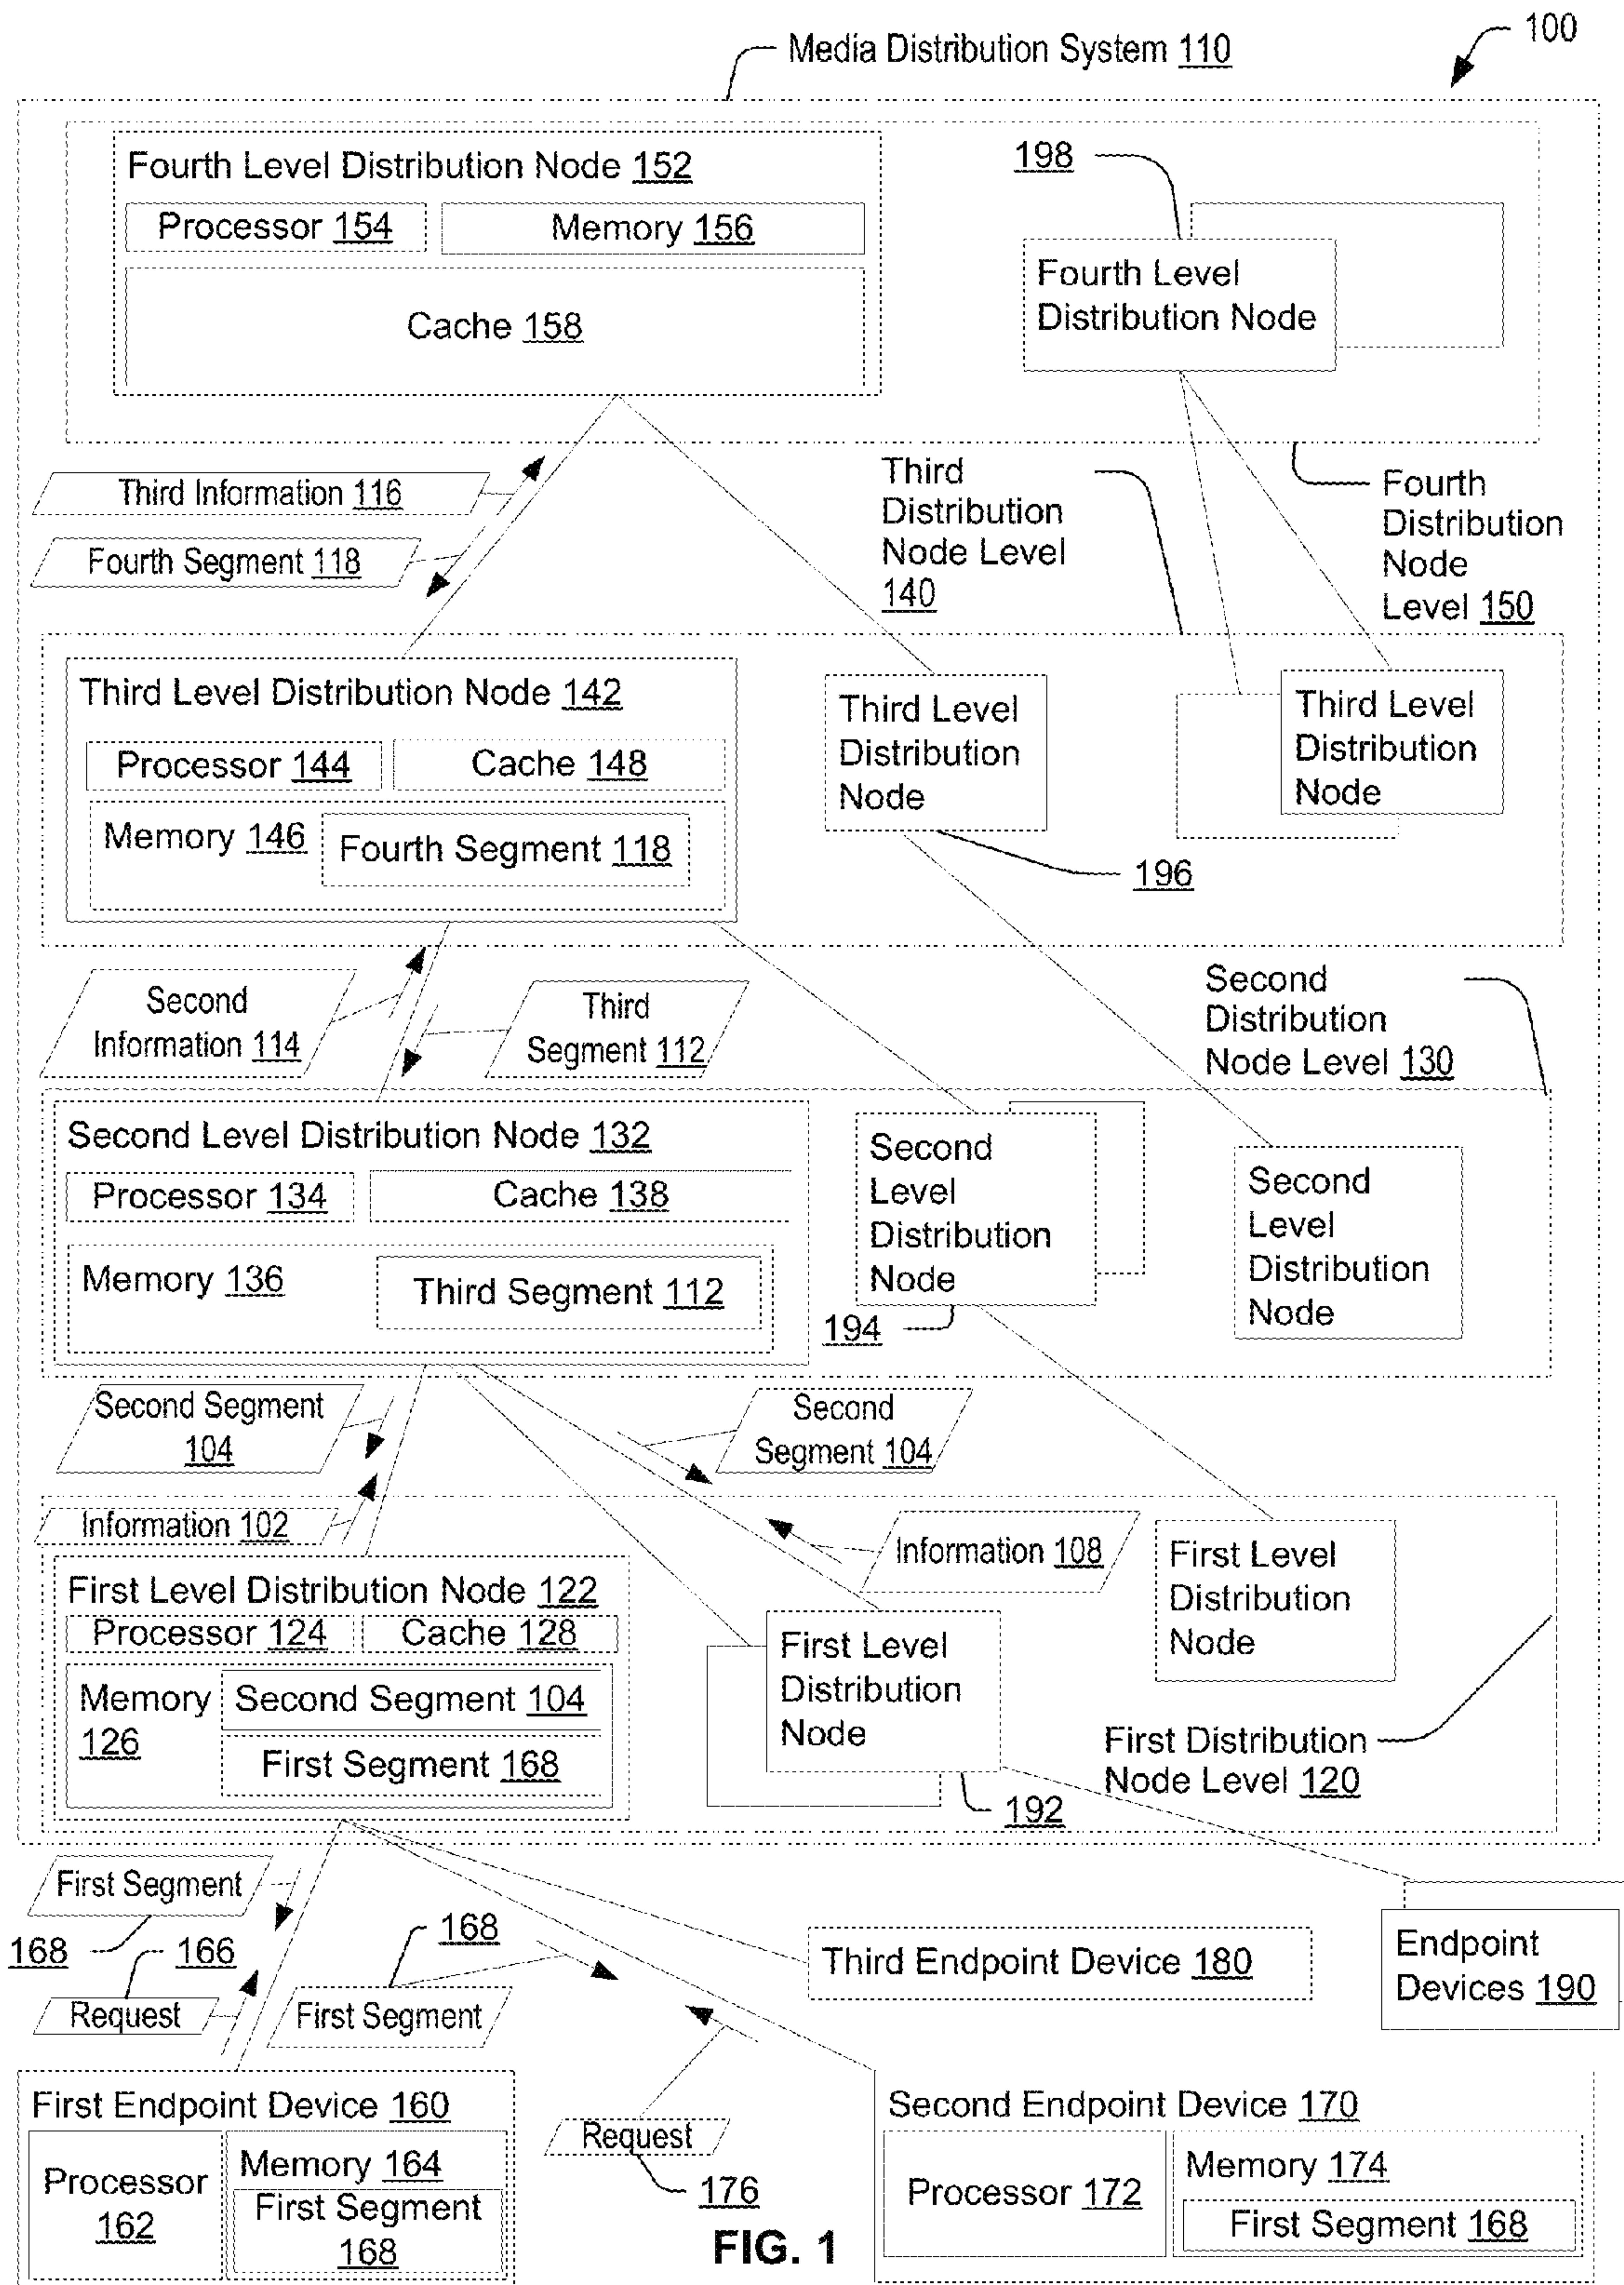 100
Media Distribution System 110
Fourth Level Distribution Node 152
Processor 154
Memory 156
Cache 158
198
Fourth Level
Distribution Node
Third Information 116
Fourth Segment 118
Third
Distribution
Node Level
140
Fourth
Distribution
Node
Level 150
Third Level Distribution Node 142
Processor 144
Cache 148
Memory 146
Fourth Segment 118
Third Level
Distribution
Node
196
Third Level
Distribution
Node
Second
Information 114
Third
Segment 112
Second
Distribution
Node Level 130
Second Level Distribution Node 132
Processor 134
Cache 138
Memory 136
Third Segment 112
Second
Level
Distribution
Node
194
Second
Level
Distribution
Node
Second Segment
104
Second
Segment 104
Information 102
Information 108
First Level Distribution Node 122
Processor 124
Cache 128
Memory
126
Second Segment 104
First Segment 168
First Level
Distribution
Node
192
First Level
Distribution
Node
First Distribution
Node Level 120
First Segment
168
166
Request
168
First Segment
Third Endpoint Device 180
Endpoint
Devices 190
First Endpoint Device 160
Processor
162
Memory 164
First Segment
168
Request
176
Second Endpoint Device 170
Processor 172
Memory 174
First Segment 168
FIG. 1